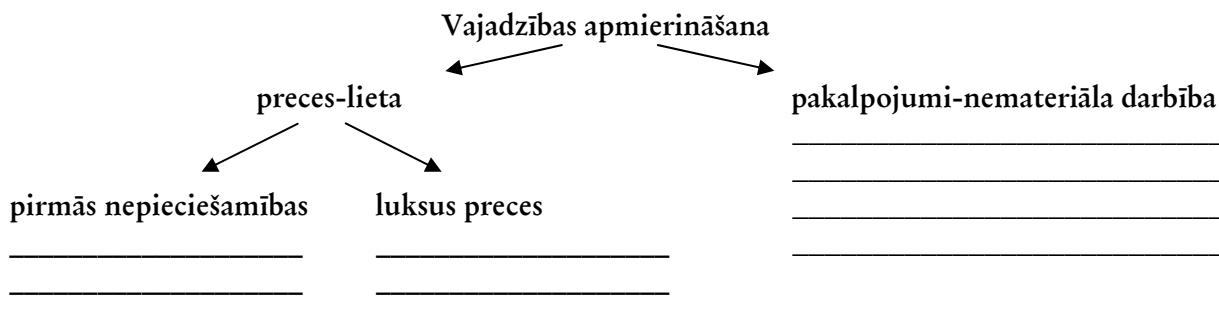 Vajadzības apmierināšana
preces-lieta
pakalpojumi-nemateriāla darbība
pirmās nepieciešamības
luksus preces